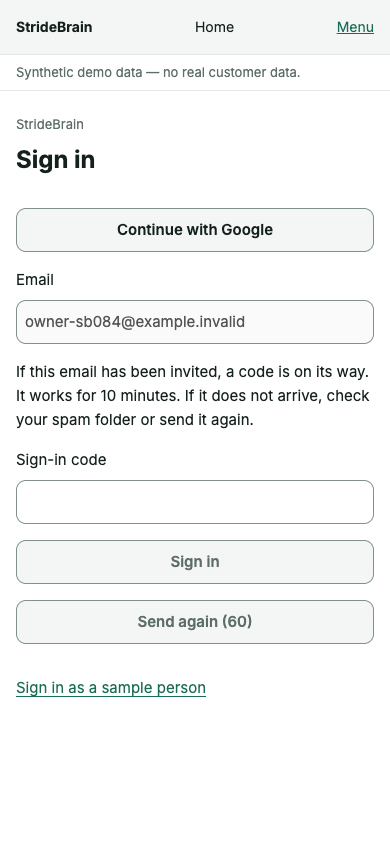 StrideBrain Home Menu
Synthetic demo data — no real customer data.
StrideBrain
Sign in
Continue with Google
Email
owner-sb084@example.invalid
If this email has been invited, a code is on its way.
It works for 10 minutes. If it does not arrive, check
your spam folder or send it again.
Sign-in code
Sign in
Send again (60)
Sign in as a sample person